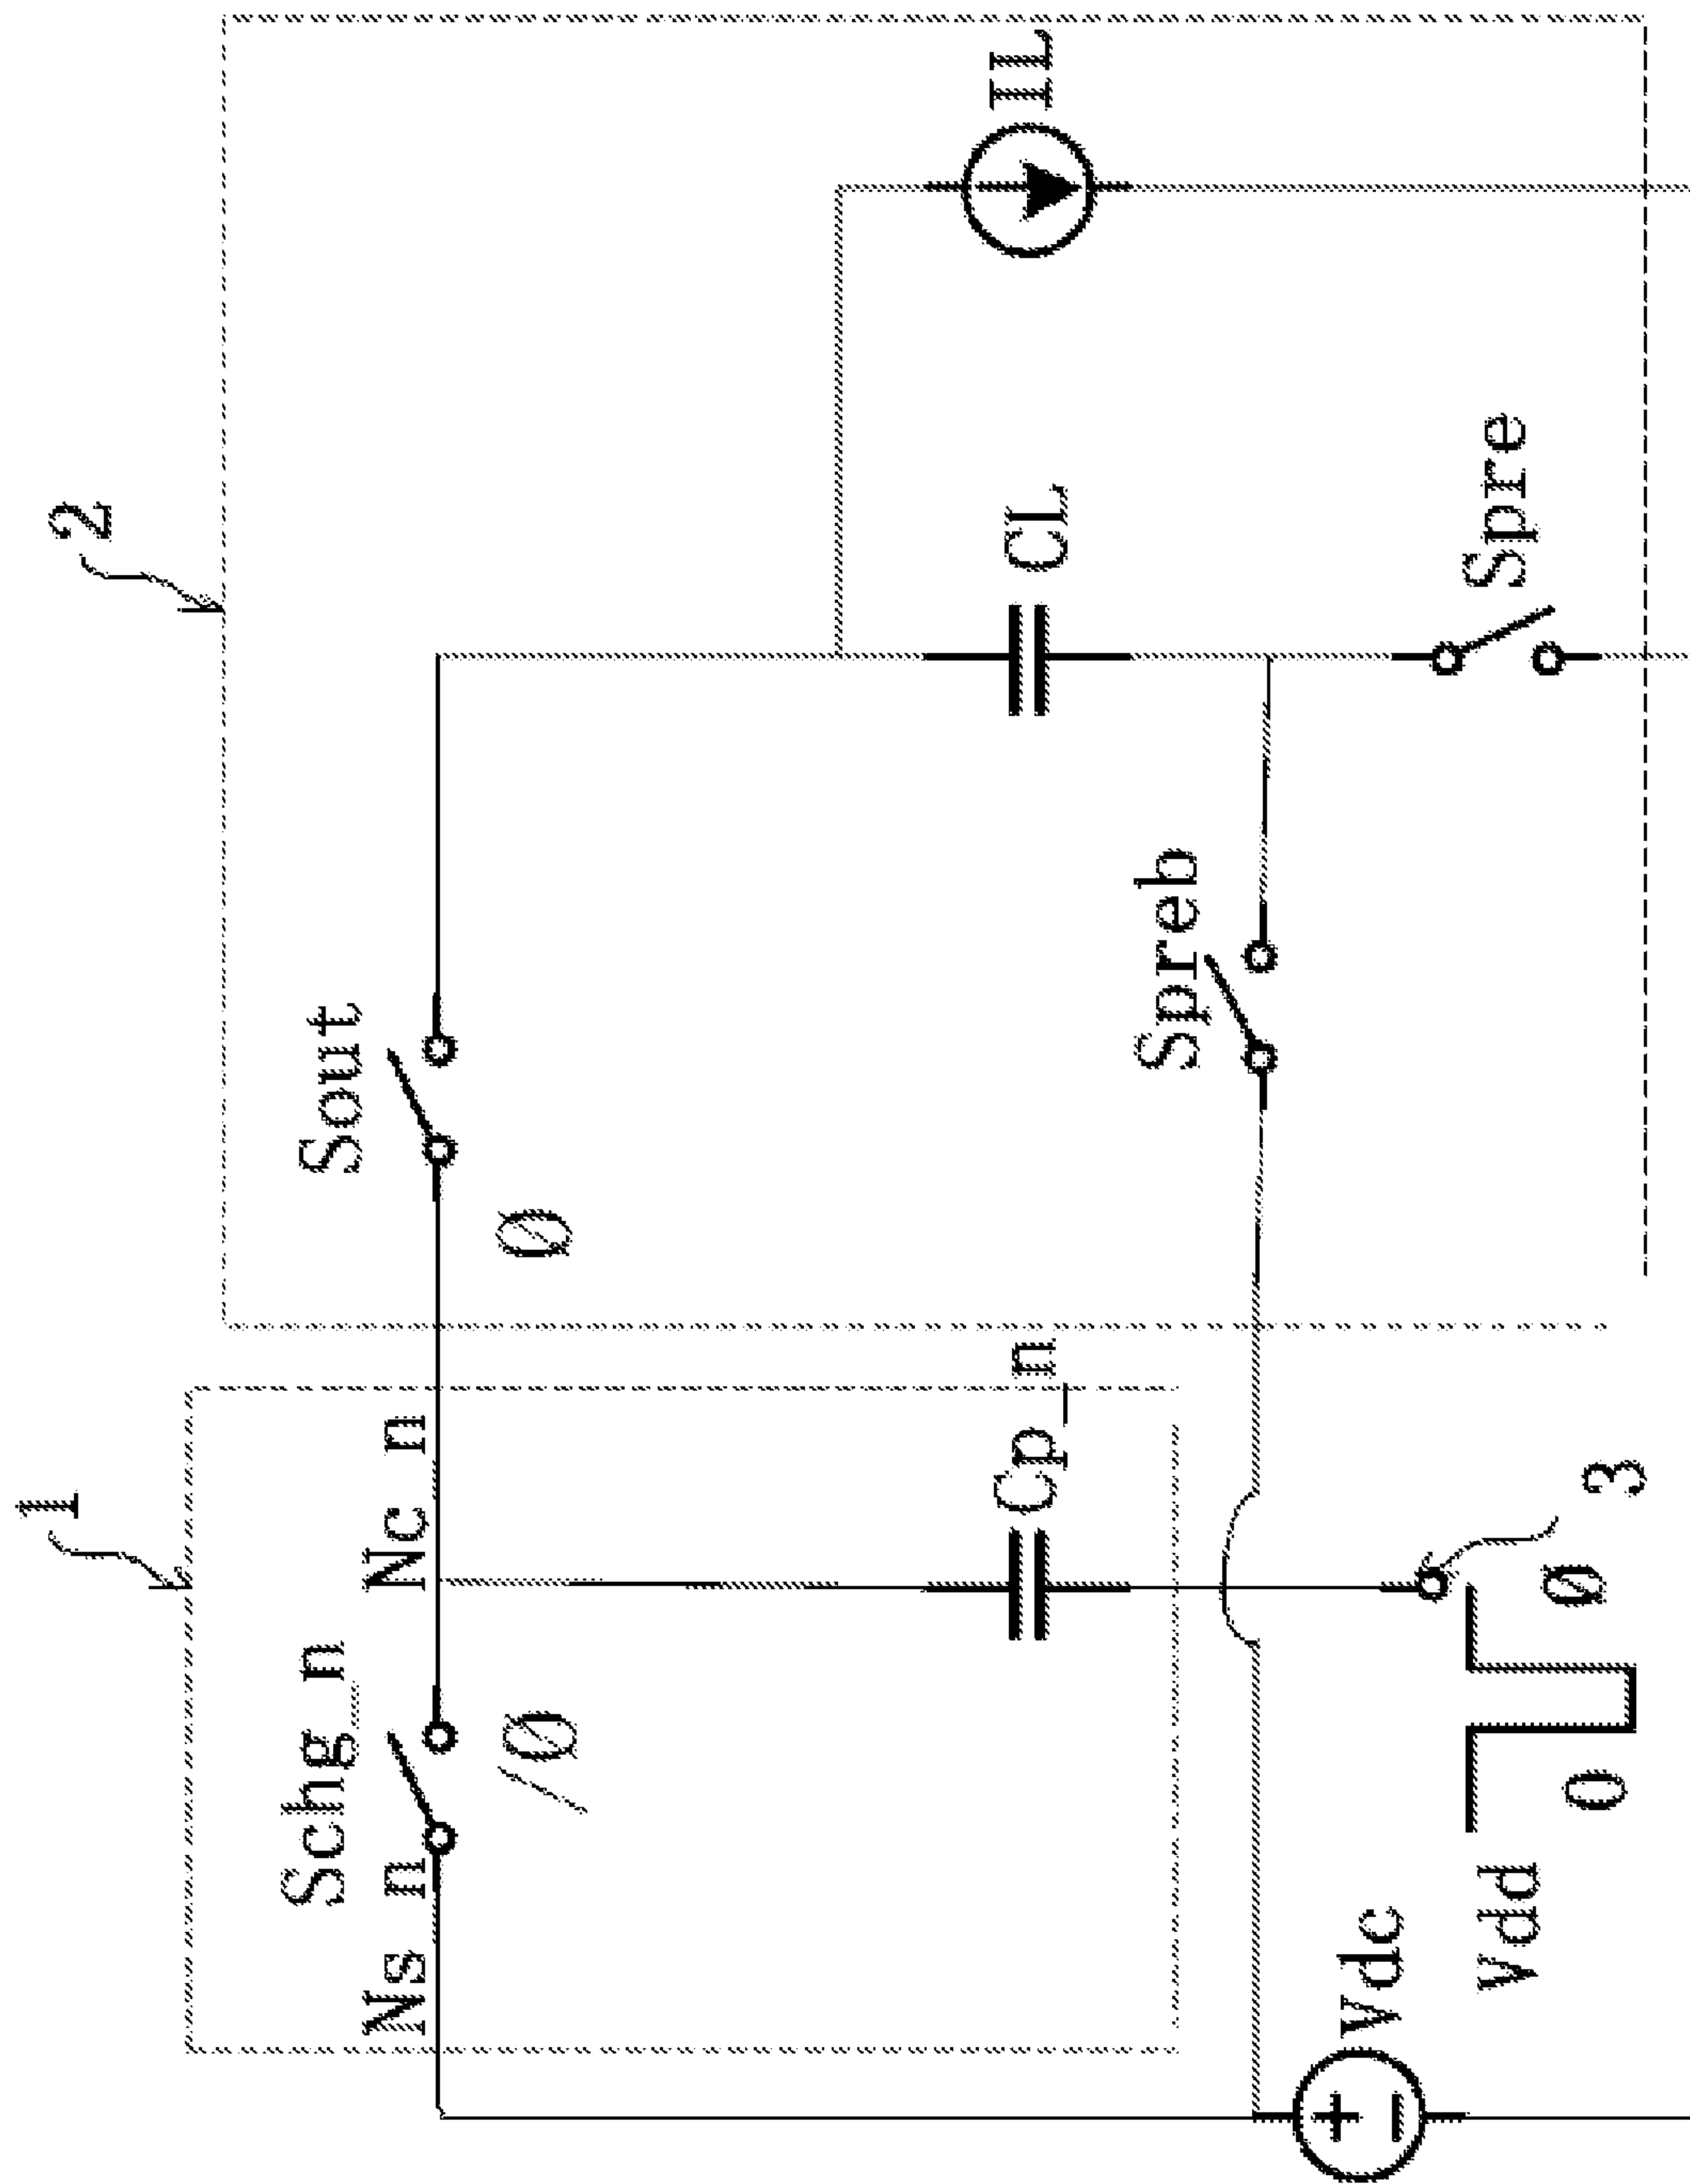 1
2
Schg_n
Sout
Ns_n
Nc_n
/Ø
Ø
Cp_n
CL
IL
Spreb
Vdc
Spre
Vdd
0
Ø
3